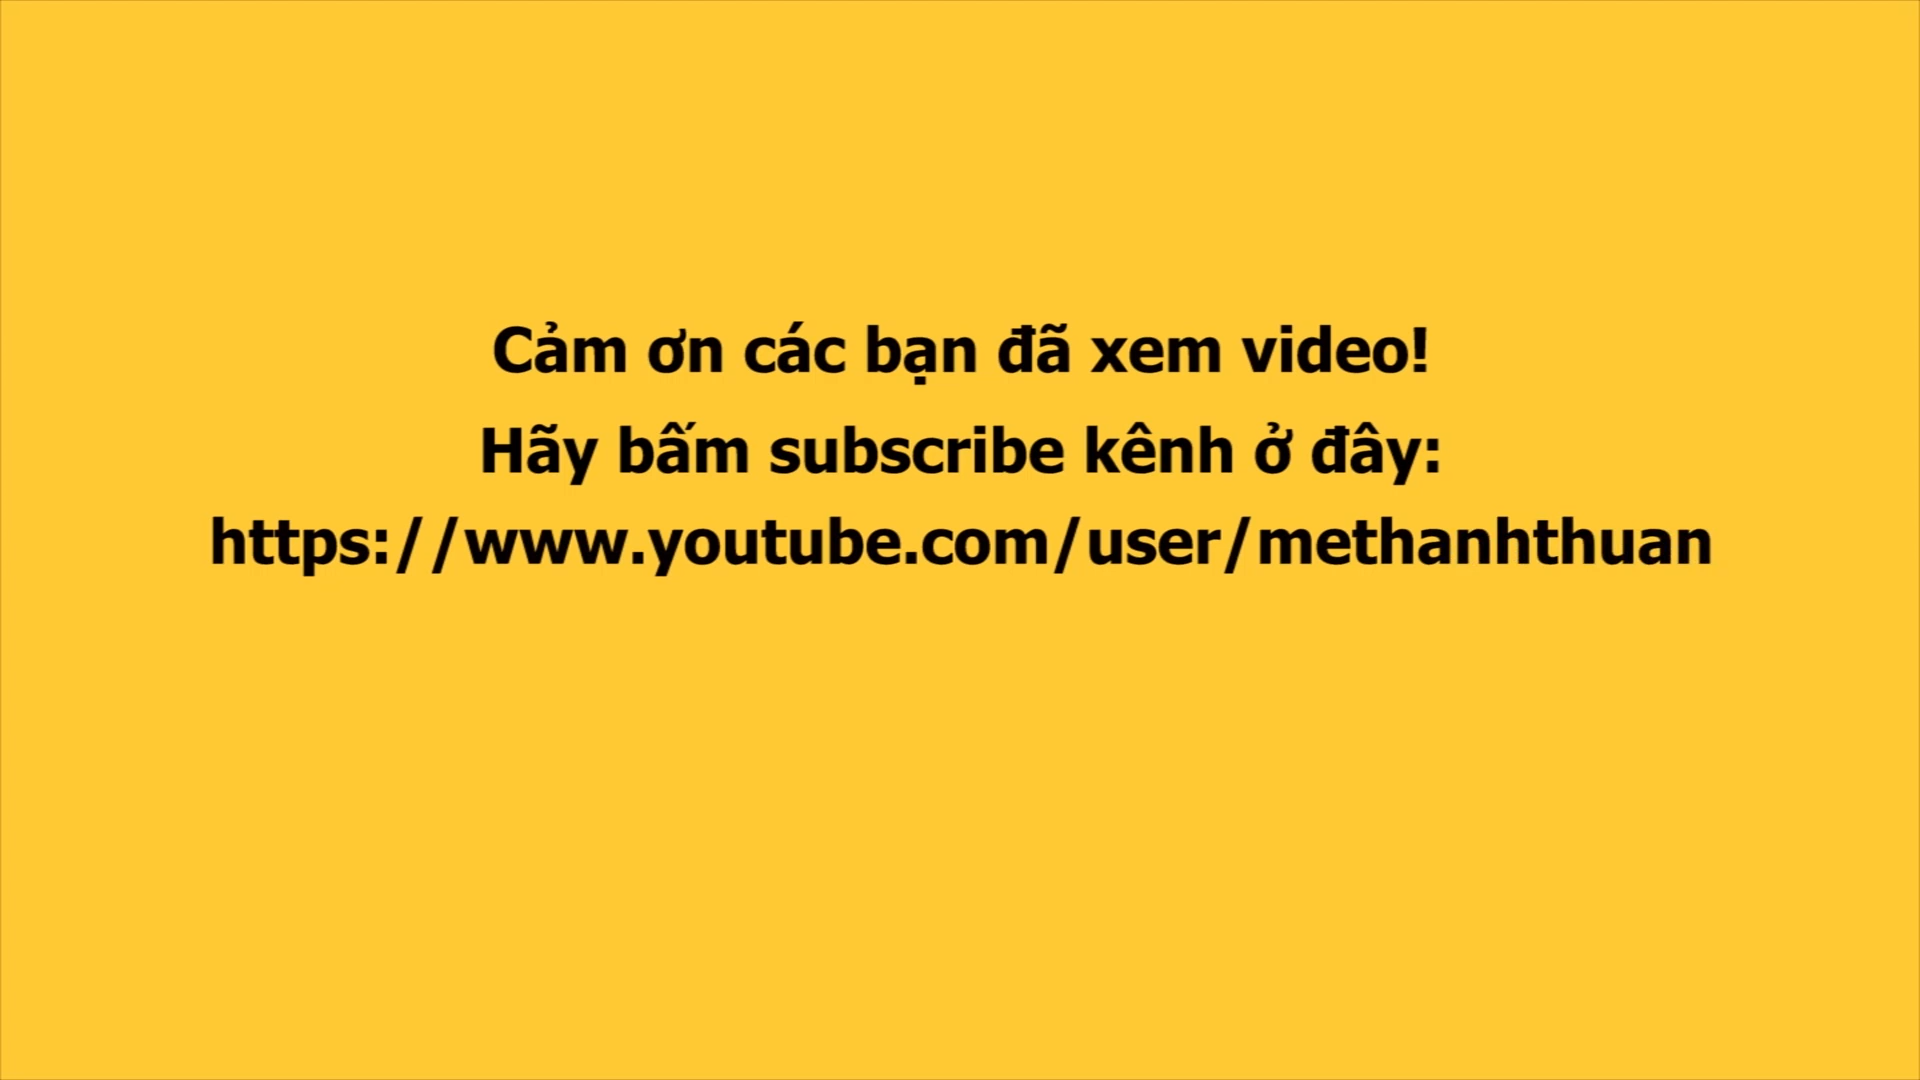 Cảm ơn các bạn đã xem video!
Hãy bấm subscribe kênh ở đây:
https://www.youtube.com/user/methanhthuan